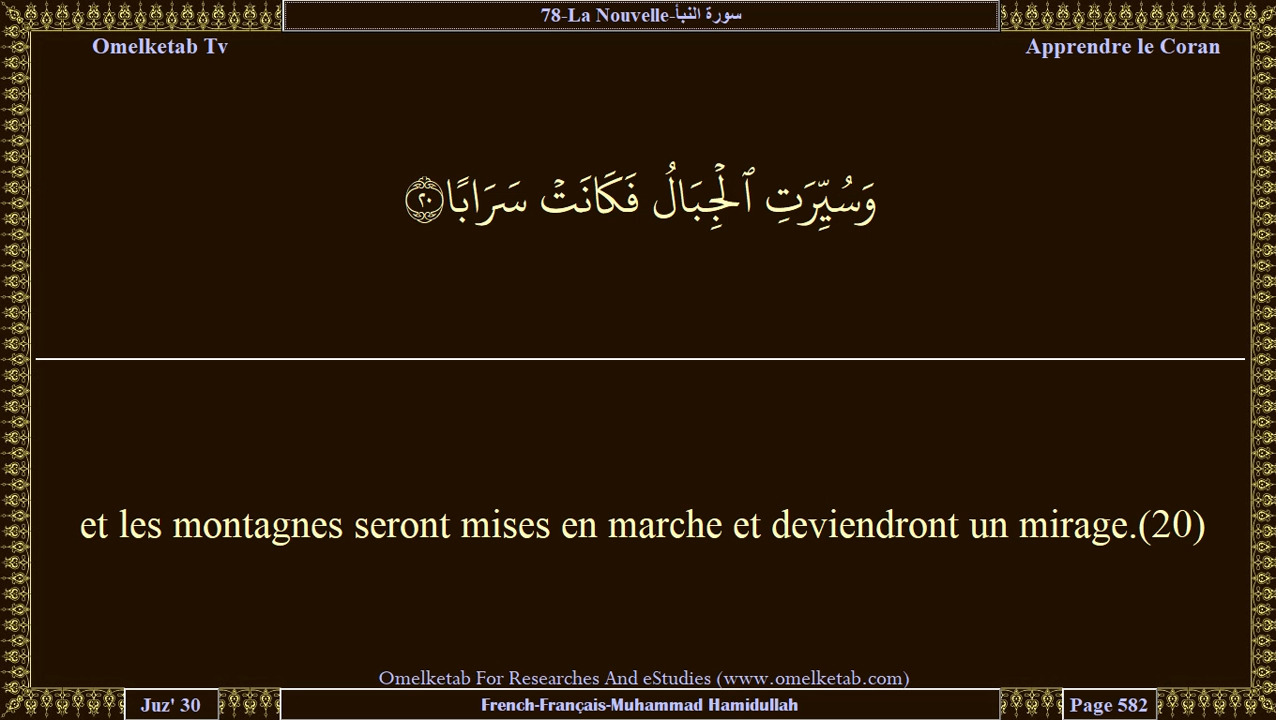 78-La Nouvelle-سورة النبأ
Omelketab Tv
Apprendre le Coran
وَسُيِّرَتِ ٱلْجِبَالُ فَكَانَتْ سَرَابًا ٢٠
et les montagnes seront mises en marche et deviendront un mirage.(20)
Omelketab For Researches And eStudies (www.omelketab.com)
Juz' 30
French-Français-Muhammad Hamidullah
Page 582